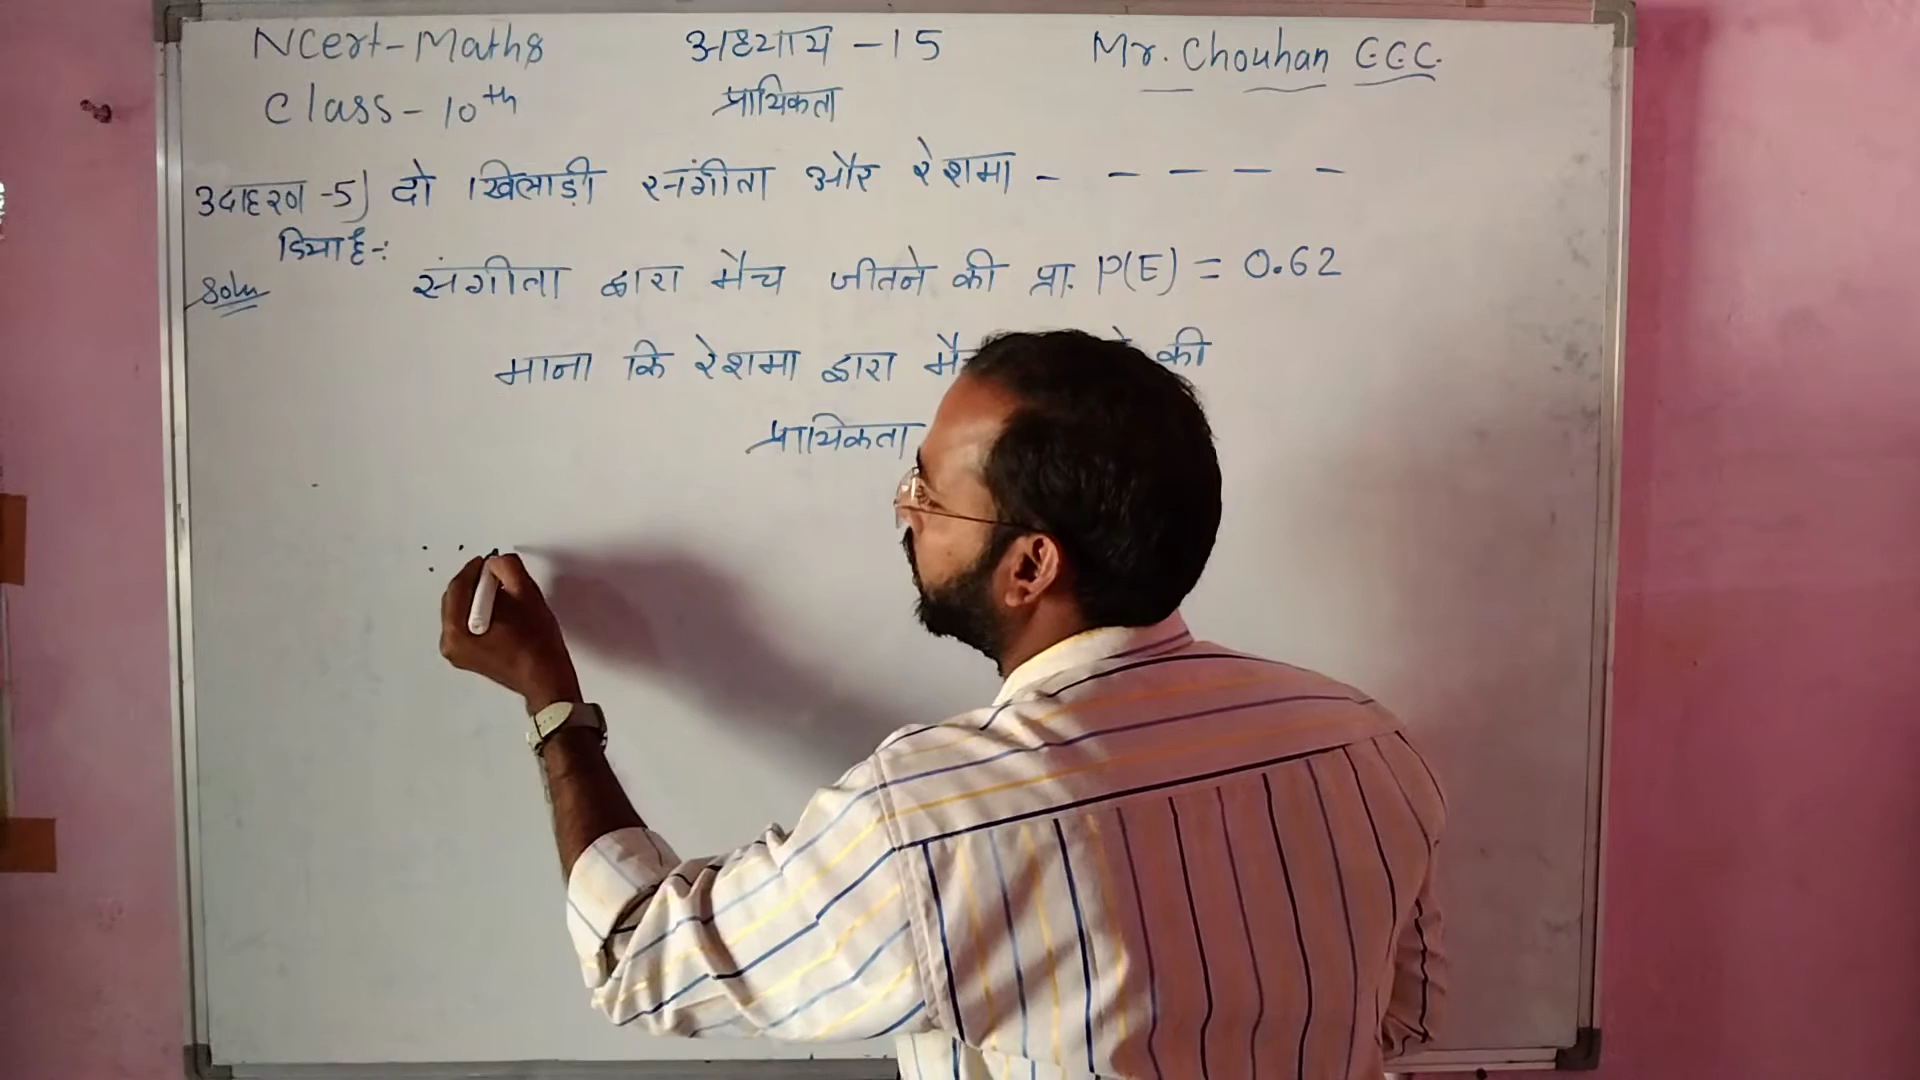 NCert-Maths अध्याय -15 Mr. Chouhan C.C.C.
Class-10th प्रायिकता
उदाहरण -5) दो खिलाड़ी संगीता और रेशमा - - - - -
दिया है-:
Soln संगीता द्वारा मैच जीतने की प्रा. P(E) = 0.62
माना कि रेशमा द्वारा की
प्रायिकता